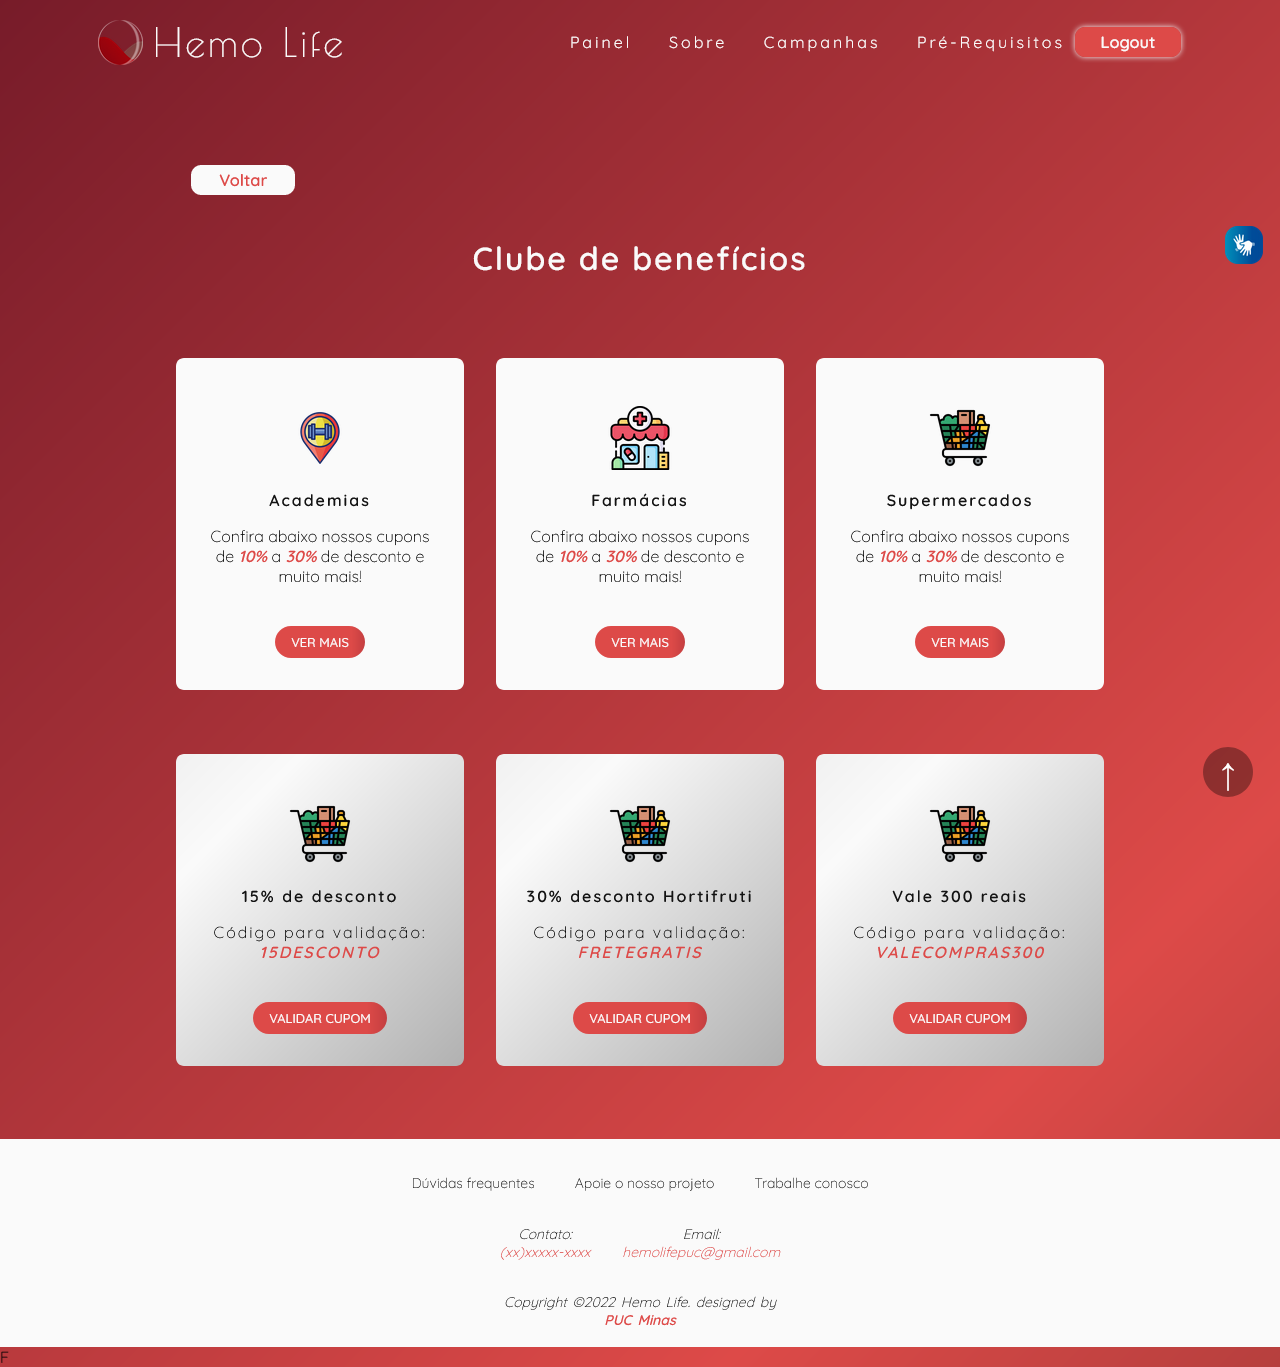 Hemo Life
Painel Sobre Campanhas Pré-Requisitos Logout
Voltar
Clube de benefícios
Academias
Confira abaixo nossos cupons
de 10% a 30% de desconto e
muito mais!
VER MAIS
Farmácias
Confira abaixo nossos cupons
de 10% a 30% de desconto e
muito mais!
VER MAIS
Supermercados
Confira abaixo nossos cupons
de 10% a 30% de desconto e
muito mais!
VER MAIS
15% de desconto
Código para validação:
15DESCONTO
VALIDAR CUPOM
30% desconto Hortifruti
Código para validação:
FRETEGRATIS
VALIDAR CUPOM
Vale 300 reais
Código para validação:
VALECOMPRAS300
VALIDAR CUPOM
↑
Dúvidas frequentes Apoie o nosso projeto Trabalhe conosco
Contato:
(xx)xxxxx-xxxx
Email:
hemolifepuc@gmail.com
Copyright ©2022 Hemo Life. designed by
PUC Minas
F